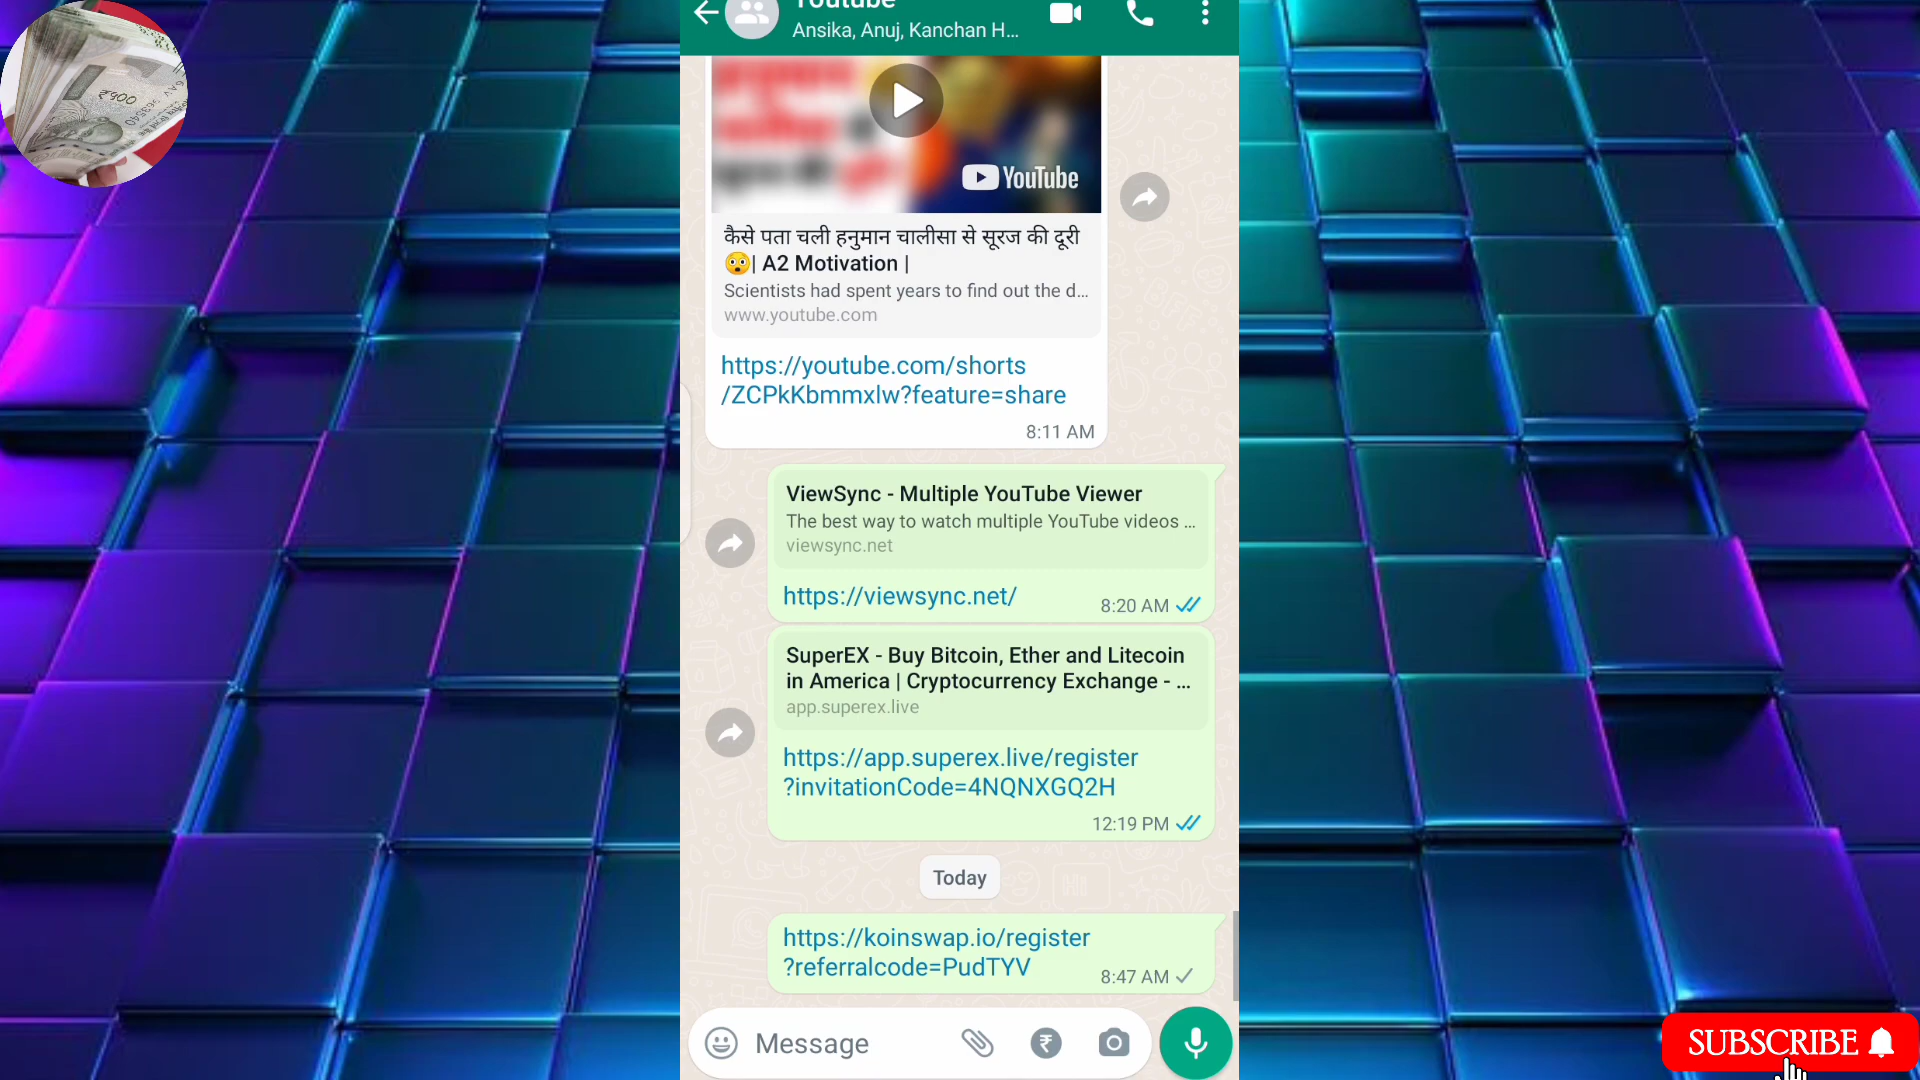 Youtube
Ansika, Anuj, Kanchan H...
₹500
YouTube
कैसे पता चली हनुमान चालीसा से सूरज की दूरी
😳| A2 Motivation |
Scientists had spent years to find out the d...
www.youtube.com
https://youtube.com/shorts
/ZCPkKbmmxlw?feature=share
8:11 AM
ViewSync - Multiple YouTube Viewer
The best way to watch multiple YouTube videos ...
viewsync.net
https://viewsync.net/
8:20 AM
SuperEX - Buy Bitcoin, Ether and Litecoin
in America | Cryptocurrency Exchange - ...
app.superex.live
https://app.superex.live/register
?invitationCode=4NQNXGQ2H
12:19 PM
Today
https://koinswap.io/register
?referralcode=PudTYV
8:47 AM
Message
SUBSCRIBE